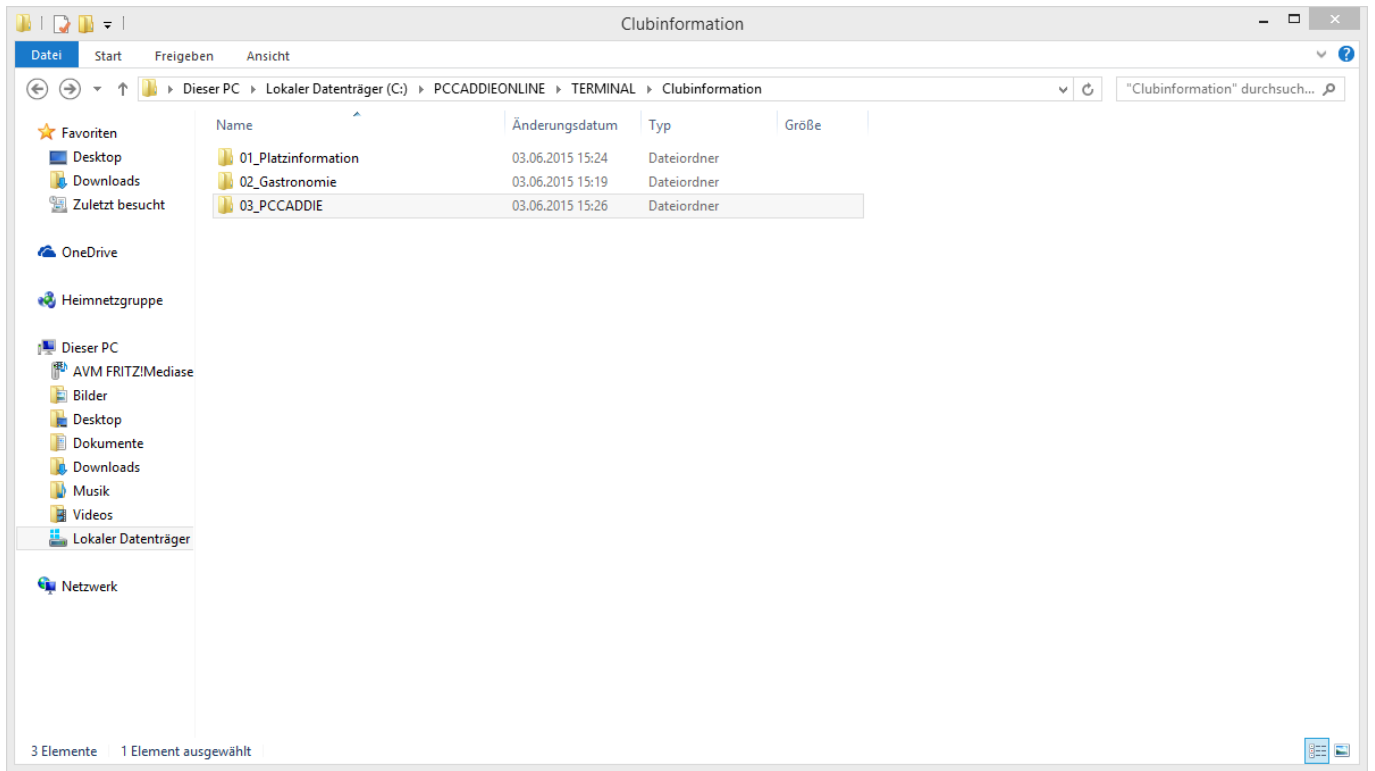 Clubinformation
Datei Start Freigeben Ansicht
Dieser PC Lokaler Datenträger (C:) PCCADDIEONLINE TERMINAL Clubinformation "Clubinformation" durchsuch...
Name Änderungsdatum Typ Größe
01_Platzinformation 03.06.2015 15:24 Dateiordner
02_Gastronomie 03.06.2015 15:19 Dateiordner
03_PCCADDIE 03.06.2015 15:26 Dateiordner
Favoriten
Desktop
Downloads
Zuletzt besucht
OneDrive
Heimnetzgruppe
Dieser PC
AVM FRITZ!Mediase
Bilder
Desktop
Dokumente
Downloads
Musik
Videos
Lokaler Datenträger
Netzwerk
3 Elemente 1 Element ausgewählt